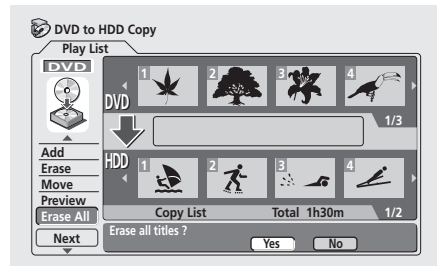 DVD to HDD Copy
Play List
DVD
1 2 3 4
DVD
1/3
Add
Erase
Move
Preview
Erase All
Next
HDD
1 2 3 4
Copy List Total 1h30m 1/2
Erase all titles ?
Yes No